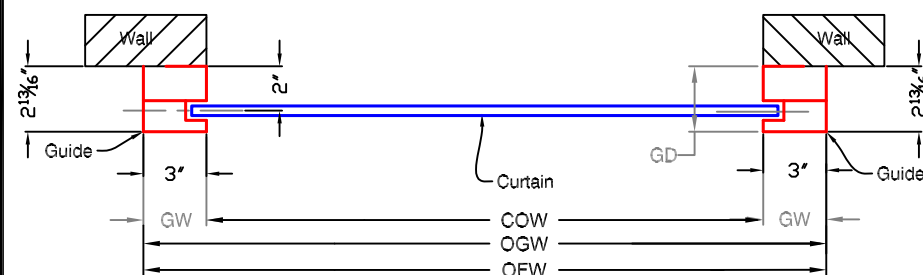 Wall
Wall
2 13/16"
2"
2 13/16"
Guide
GD
Guide
3"
Curtain
3"
GW
COW
GW
OGW
OFW